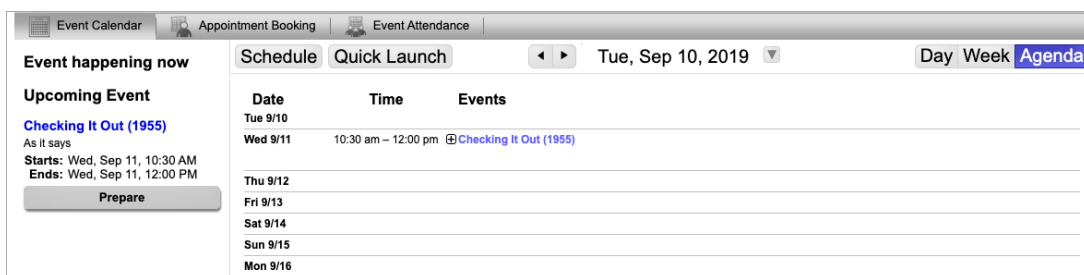 Event Calendar Appointment Booking Event Attendance
Event happening now
Upcoming Event
Checking It Out (1955)
As it says
Starts: Wed, Sep 11, 10:30 AM
Ends: Wed, Sep 11, 12:00 PM
Prepare
Schedule Quick Launch Tue, Sep 10, 2019 Day Week Agenda
Date Time Events
Tue 9/10
Wed 9/11 10:30 am – 12:00 pm Checking It Out (1955)
Thu 9/12
Fri 9/13
Sat 9/14
Sun 9/15
Mon 9/16